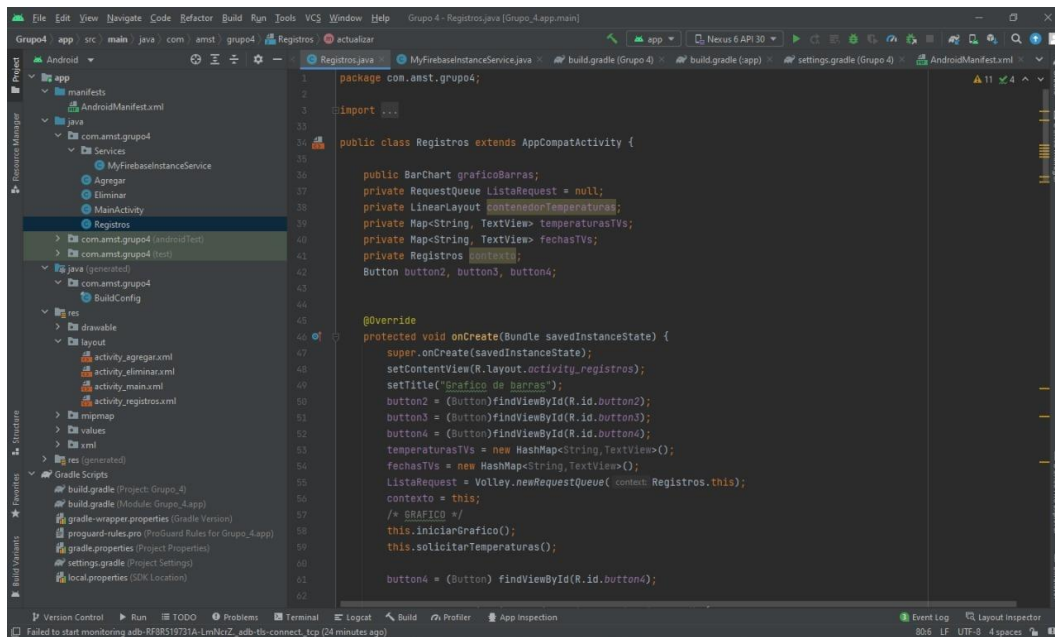 File Edit View Navigate Code Refactor Build Run Tools VCS Window Help Grupo 4 - Registros.java [Grupo_4.app.main]
Grupo4 app src main java com amst grupo4 Registros actualizar
app Nexus 6 API 30
Android
Registros.java MyFirebaseInstanceService.java build.gradle (Grupo 4) build.gradle (app) settings.gradle (Grupo 4) AndroidManifest.xml
Project
Resource Manager
Structure
Favorites
Build Variants
app
manifests
AndroidManifest.xml
java
com.amst.grupo4
Services
MyFirebaseInstanceService
Agregar
Eliminar
MainActivity
Registros
com.amst.grupo4 (androidTest)
com.amst.grupo4 (test)
java (generated)
com.amst.grupo4
BuildConfig
res
drawable
layout
activity_agregar.xml
activity_eliminar.xml
activity_main.xml
activity_registros.xml
mipmap
values
xml
res (generated)
Gradle Scripts
build.gradle (Project: Grupo_4)
build.gradle (Module: Grupo_4.app)
gradle-wrapper.properties (Gradle Version)
proguard-rules.pro (ProGuard Rules for Grupo_4.app)
gradle.properties (Project Properties)
settings.gradle (Project Settings)
local.properties (SDK Location)
11 4
1 package com.amst.grupo4;
2
3 import ...
33
34 public class Registros extends AppCompatActivity {
35
36 public BarChart graficoBarras;
37 private RequestQueue ListaRequest = null;
38 private LinearLayout contenedorTemperaturas;
39 private Map<String, TextView> temperaturasTVs;
40 private Map<String, TextView> fechasTVs;
41 private Registros contexto;
42 Button button2, button3, button4;
43
44
45 @Override
46 protected void onCreate(Bundle savedInstanceState) {
47 super.onCreate(savedInstanceState);
48 setContentView(R.layout.activity_registros);
49 setTitle("Grafico de barras");
50 button2 = (Button)findViewById(R.id.button2);
51 button3 = (Button)findViewById(R.id.button3);
52 button4 = (Button)findViewById(R.id.button4);
53 temperaturasTVs = new HashMap<String,TextView>();
54 fechasTVs = new HashMap<String,TextView>();
55 ListaRequest = Volley.newRequestQueue( context: Registros.this);
56 contexto = this;
57 /* GRAFICO */
58 this.iniciarGrafico();
59 this.solicitarTemperaturas();
60
61 button4 = (Button) findViewById(R.id.button4);
62
Version Control Run TODO Problems Terminal Logcat Build Profiler App Inspection Event Log Layout Inspector
Failed to start monitoring adb-RF8R519731A-LmNcrZ._adb-tls-connect._tcp (24 minutes ago) 80:6 LF UTF-8 4 spaces